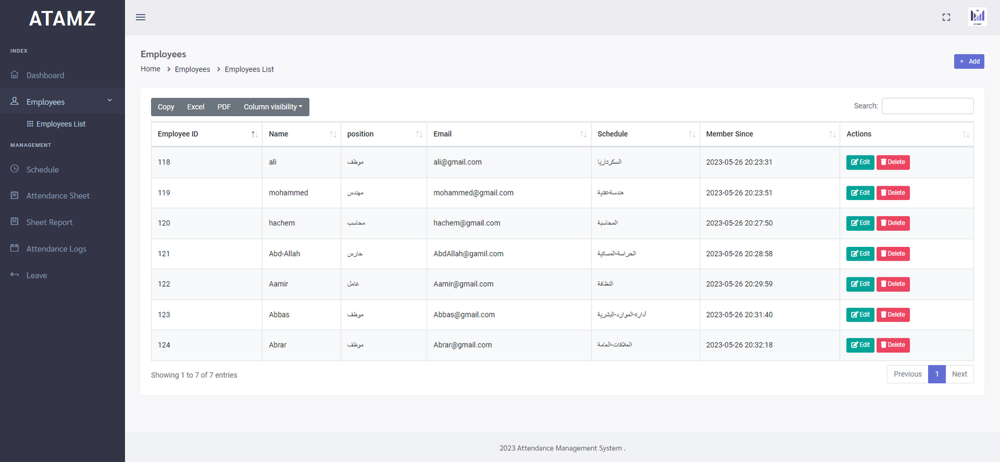 ATAMZ
INDEX
Dashboard
Employees
Employees List
MANAGEMENT
Schedule
Attendance Sheet
Sheet Report
Attendance Logs
Leave
ATAMZ
Employees
Home > Employees > Employees List
+ Add
Copy Excel PDF Column visibility
Search:
Employee ID Name position Email Schedule Member Since Actions
118 ali موظف ali@gmail.com السكرتاريا 2023-05-26 20:23:31 Edit Delete
119 mohammed مهندس mohammed@gmail.com هندسة-تقنية 2023-05-26 20:23:51 Edit Delete
120 hachem محاسب hachem@gmail.com المحاسبة 2023-05-26 20:27:50 Edit Delete
121 Abd-Allah حارس AbdAllah@gamil.com الحراسة-المسائية 2023-05-26 20:28:58 Edit Delete
122 Aamir عامل Aamir@gmail.com النظافة 2023-05-26 20:29:59 Edit Delete
123 Abbas موظف Abbas@gmail.com أدارة-الموارد-البشرية 2023-05-26 20:31:40 Edit Delete
124 Abrar موظف Abrar@gmail.com العلاقات-العامة 2023-05-26 20:32:18 Edit Delete
Showing 1 to 7 of 7 entries
Previous 1 Next
2023 Attendance Management System .